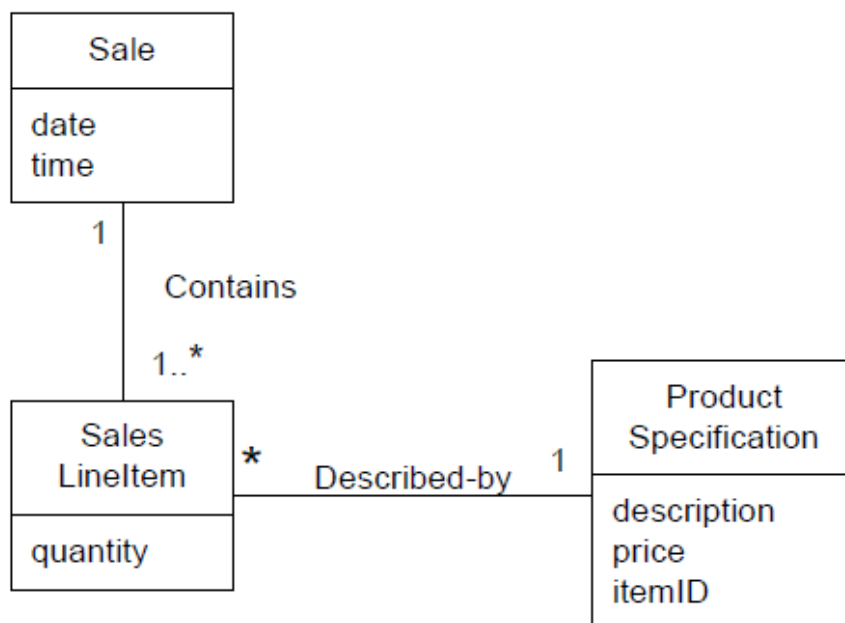 Sale
date
time
1
Contains
1..*
Sales
LineItem
quantity
*
Described-by
1
Product
Specification
description
price
itemID